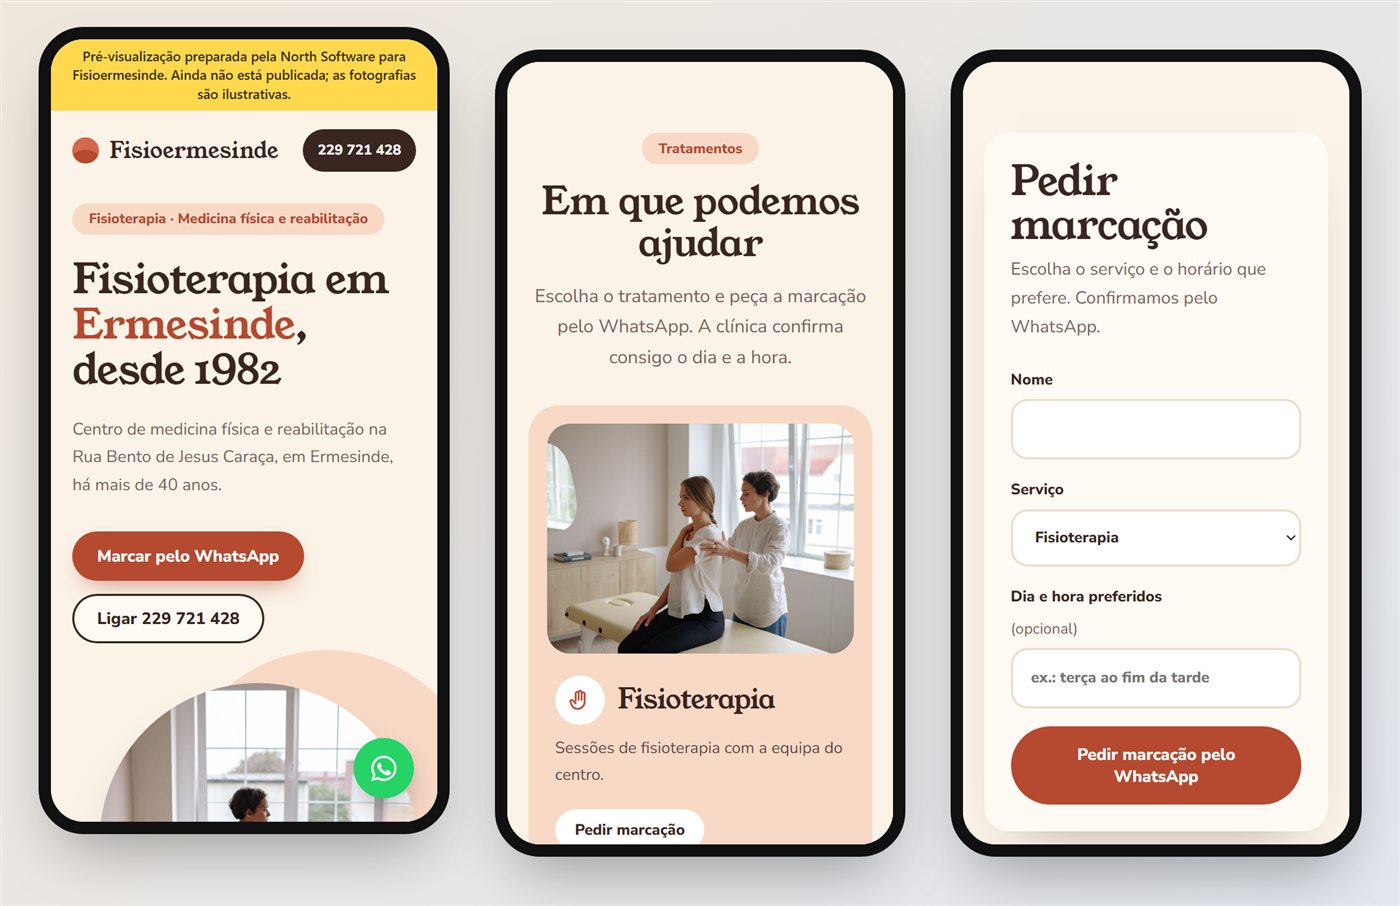 Pré-visualização preparada pela North Software para
Fisioermesinde. Ainda não está publicada; as fotografias
são ilustrativas.
Fisioermesinde
229 721 428
Fisioterapia · Medicina física e reabilitação
Fisioterapia em
Ermesinde,
desde 1982
Centro de medicina física e reabilitação na
Rua Bento de Jesus Caraça, em Ermesinde,
há mais de 40 anos.
Marcar pelo WhatsApp
Ligar 229 721 428
Tratamentos
Em que podemos
ajudar
Escolha o tratamento e peça a marcação
pelo WhatsApp. A clínica confirma
consigo o dia e a hora.
Fisioterapia
Sessões de fisioterapia com a equipa do
centro.
Pedir marcação
Pedir
marcação
Escolha o serviço e o horário que
prefere. Confirmamos pelo
WhatsApp.
Nome
Serviço
Fisioterapia
Dia e hora preferidos
(opcional)
ex.: terça ao fim da tarde
Pedir marcação pelo
WhatsApp